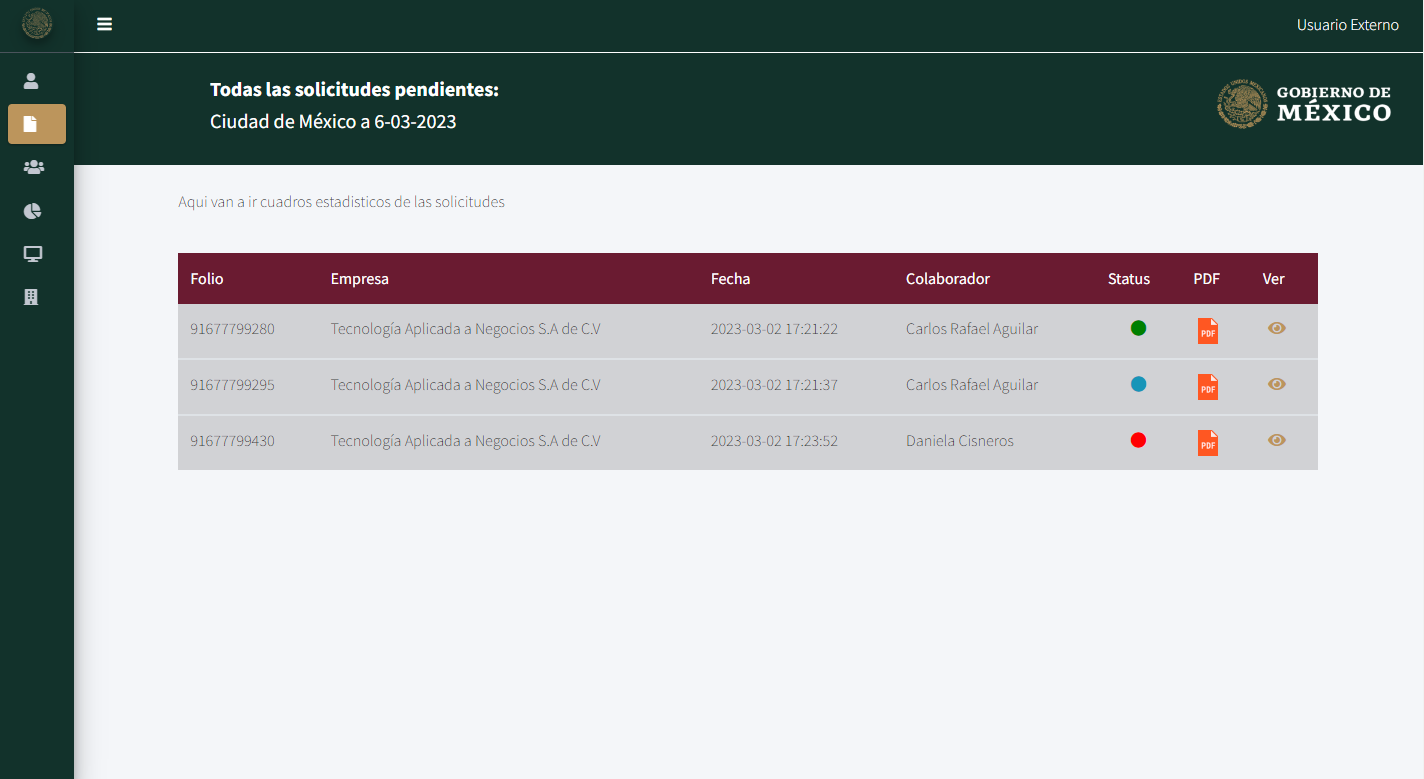 Usuario Externo
Todas las solicitudes pendientes:
Ciudad de México a 6-03-2023
GOBIERNO DE
MÉXICO
Aqui van a ir cuadros estadisticos de las solicitudes
Folio Empresa Fecha Colaborador Status PDF Ver
91677799280 Tecnología Aplicada a Negocios S.A de C.V 2023-03-02 17:21:22 Carlos Rafael Aguilar PDF
91677799295 Tecnología Aplicada a Negocios S.A de C.V 2023-03-02 17:21:37 Carlos Rafael Aguilar PDF
91677799430 Tecnología Aplicada a Negocios S.A de C.V 2023-03-02 17:23:52 Daniela Cisneros PDF